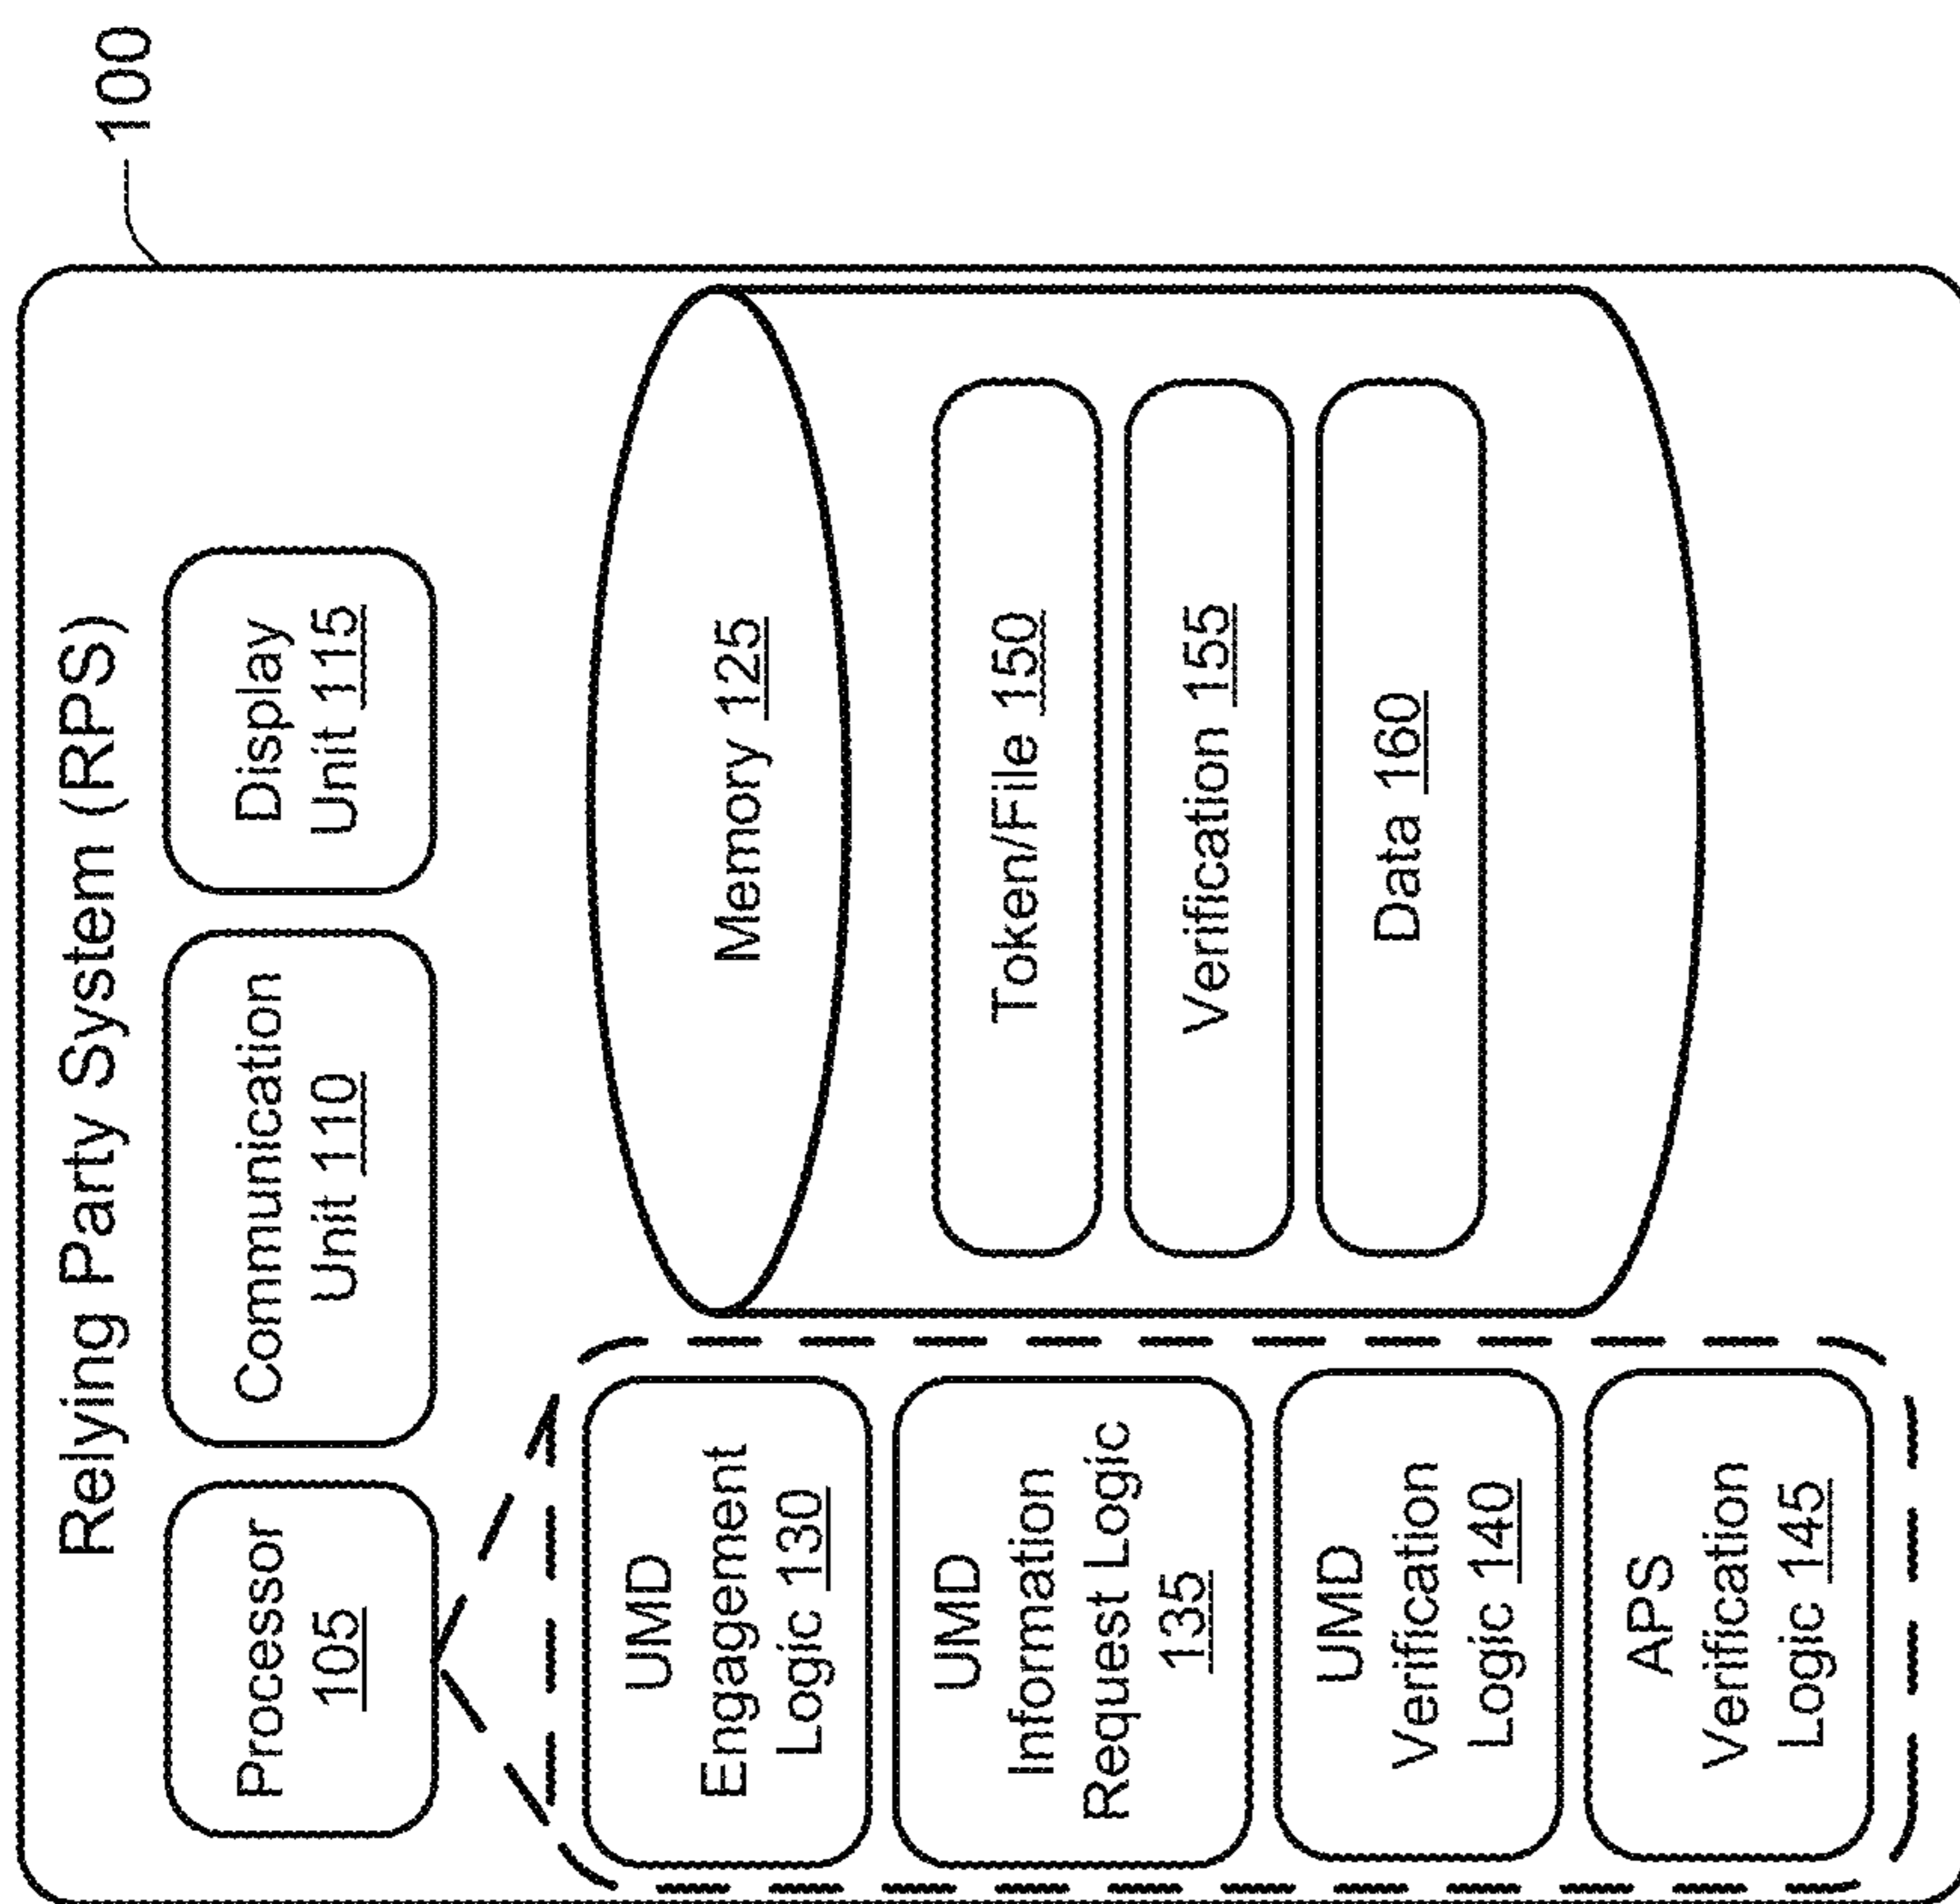 100
Relying Party System (RPS)
Processor
105
Communication
Unit 110
Display
Unit 115
UMD
Engagement
Logic 130
UMD
Information
Request Logic
135
UMD
Verification
Logic 140
APS
Verification
Logic 145
Memory 125
Token/File 150
Verification 155
Data 160